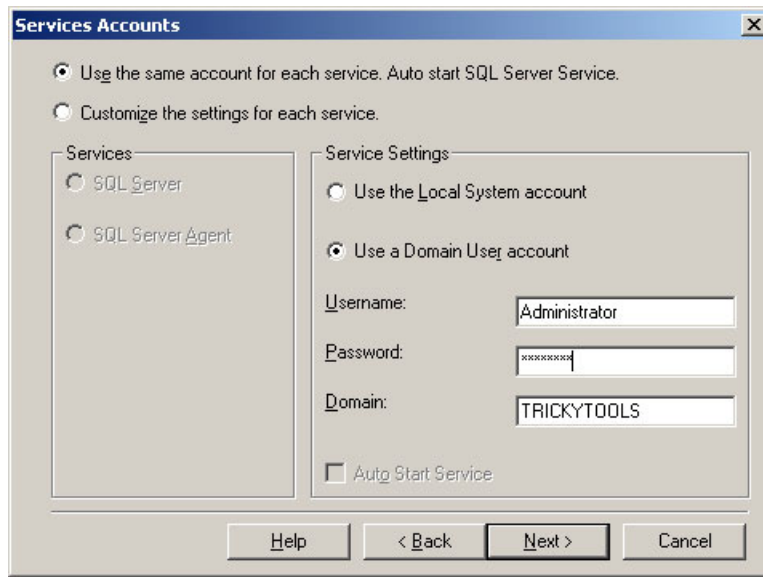 Services Accounts
Use the same account for each service. Auto start SQL Server Service.
Customize the settings for each service.
Services
SQL Server
SQL Server Agent
Service Settings
Use the Local System account
Use a Domain User account
Username:
Administrator
Password:
********
Domain:
TRICKYTOOLS
Auto Start Service
Help
< Back
Next >
Cancel